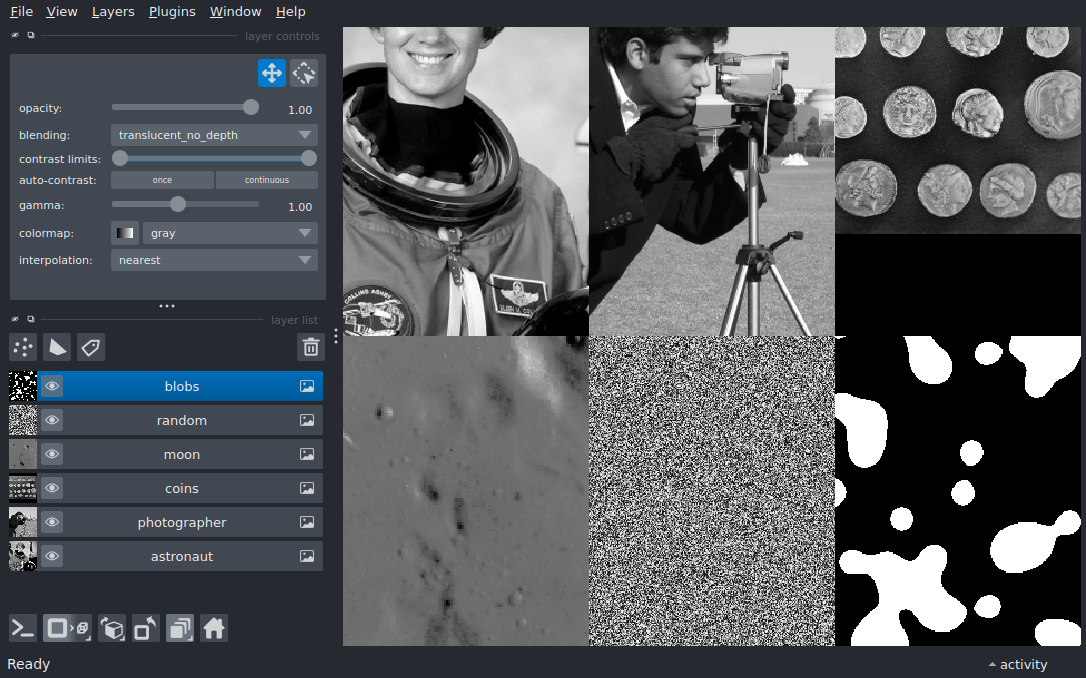 File View Layers Plugins Window Help
layer controls
opacity: 1.00
blending: translucent_no_depth
contrast limits:
auto-contrast: once continuous
gamma: 1.00
colormap: gray
interpolation: nearest
layer list
blobs
random
moon
coins
photographer
astronaut
Ready
activity